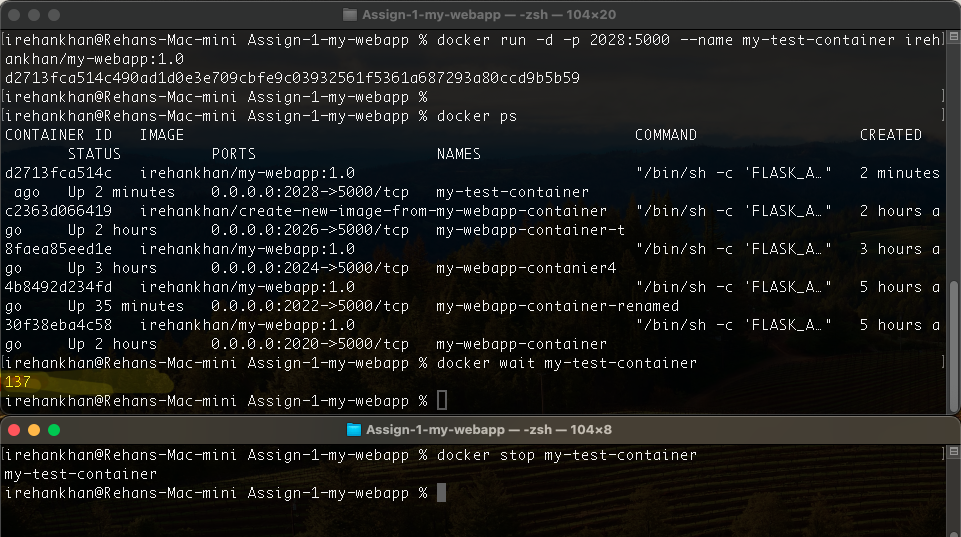 Assign-1-my-webapp — -zsh — 104×20
[irehankhan@Rehans-Mac-mini Assign-1-my-webapp % docker run -d -p 2028:5000 --name my-test-container ireh]
ankhan/my-webapp:1.0
d2713fca514c490ad1d0e3e709cbfe9c03932561f5361a687293a80ccd9b5b59
[irehankhan@Rehans-Mac-mini Assign-1-my-webapp % ]
[irehankhan@Rehans-Mac-mini Assign-1-my-webapp % docker ps ]
CONTAINER ID   IMAGE                                                  COMMAND                  CREATED
       STATUS          PORTS                    NAMES
d2713fca514c   irehankhan/my-webapp:1.0                               "/bin/sh -c 'FLASK_A…"   2 minutes
 ago   Up 2 minutes    0.0.0.0:2028->5000/tcp   my-test-container
c2363d066419   irehankhan/create-new-image-from-my-webapp-container   "/bin/sh -c 'FLASK_A…"   2 hours a
go     Up 2 hours      0.0.0.0:2026->5000/tcp   my-webapp-container-t
8faea85eed1e   irehankhan/my-webapp:1.0                               "/bin/sh -c 'FLASK_A…"   3 hours a
go     Up 3 hours      0.0.0.0:2024->5000/tcp   my-webapp-contanier4
4b8492d234fd   irehankhan/my-webapp:1.0                               "/bin/sh -c 'FLASK_A…"   5 hours a
go     Up 35 minutes   0.0.0.0:2022->5000/tcp   my-webapp-container-renamed
30f38eba4c58   irehankhan/my-webapp:1.0                               "/bin/sh -c 'FLASK_A…"   5 hours a
go     Up 2 hours      0.0.0.0:2020->5000/tcp   my-webapp-container
[irehankhan@Rehans-Mac-mini Assign-1-my-webapp % docker wait my-test-container ]
137
irehankhan@Rehans-Mac-mini Assign-1-my-webapp %
Assign-1-my-webapp — -zsh — 104×8
[irehankhan@Rehans-Mac-mini Assign-1-my-webapp % docker stop my-test-container ]
my-test-container
irehankhan@Rehans-Mac-mini Assign-1-my-webapp %